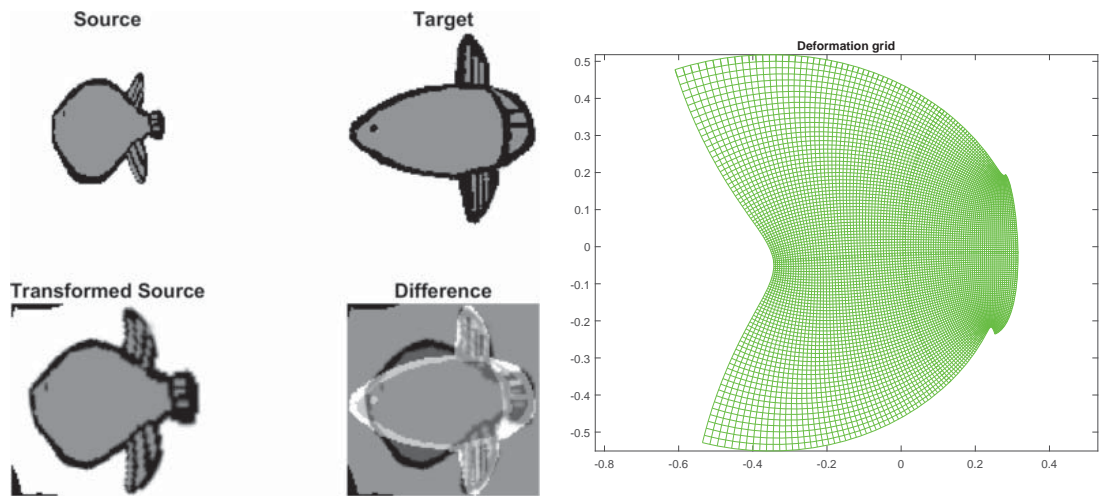 Source
Target
Transformed Source
Difference
Deformation grid
0.5
0.4
0.3
0.2
0.1
0
-0.1
-0.2
-0.3
-0.4
-0.5
-0.8 -0.6 -0.4 -0.2 0 0.2 0.4